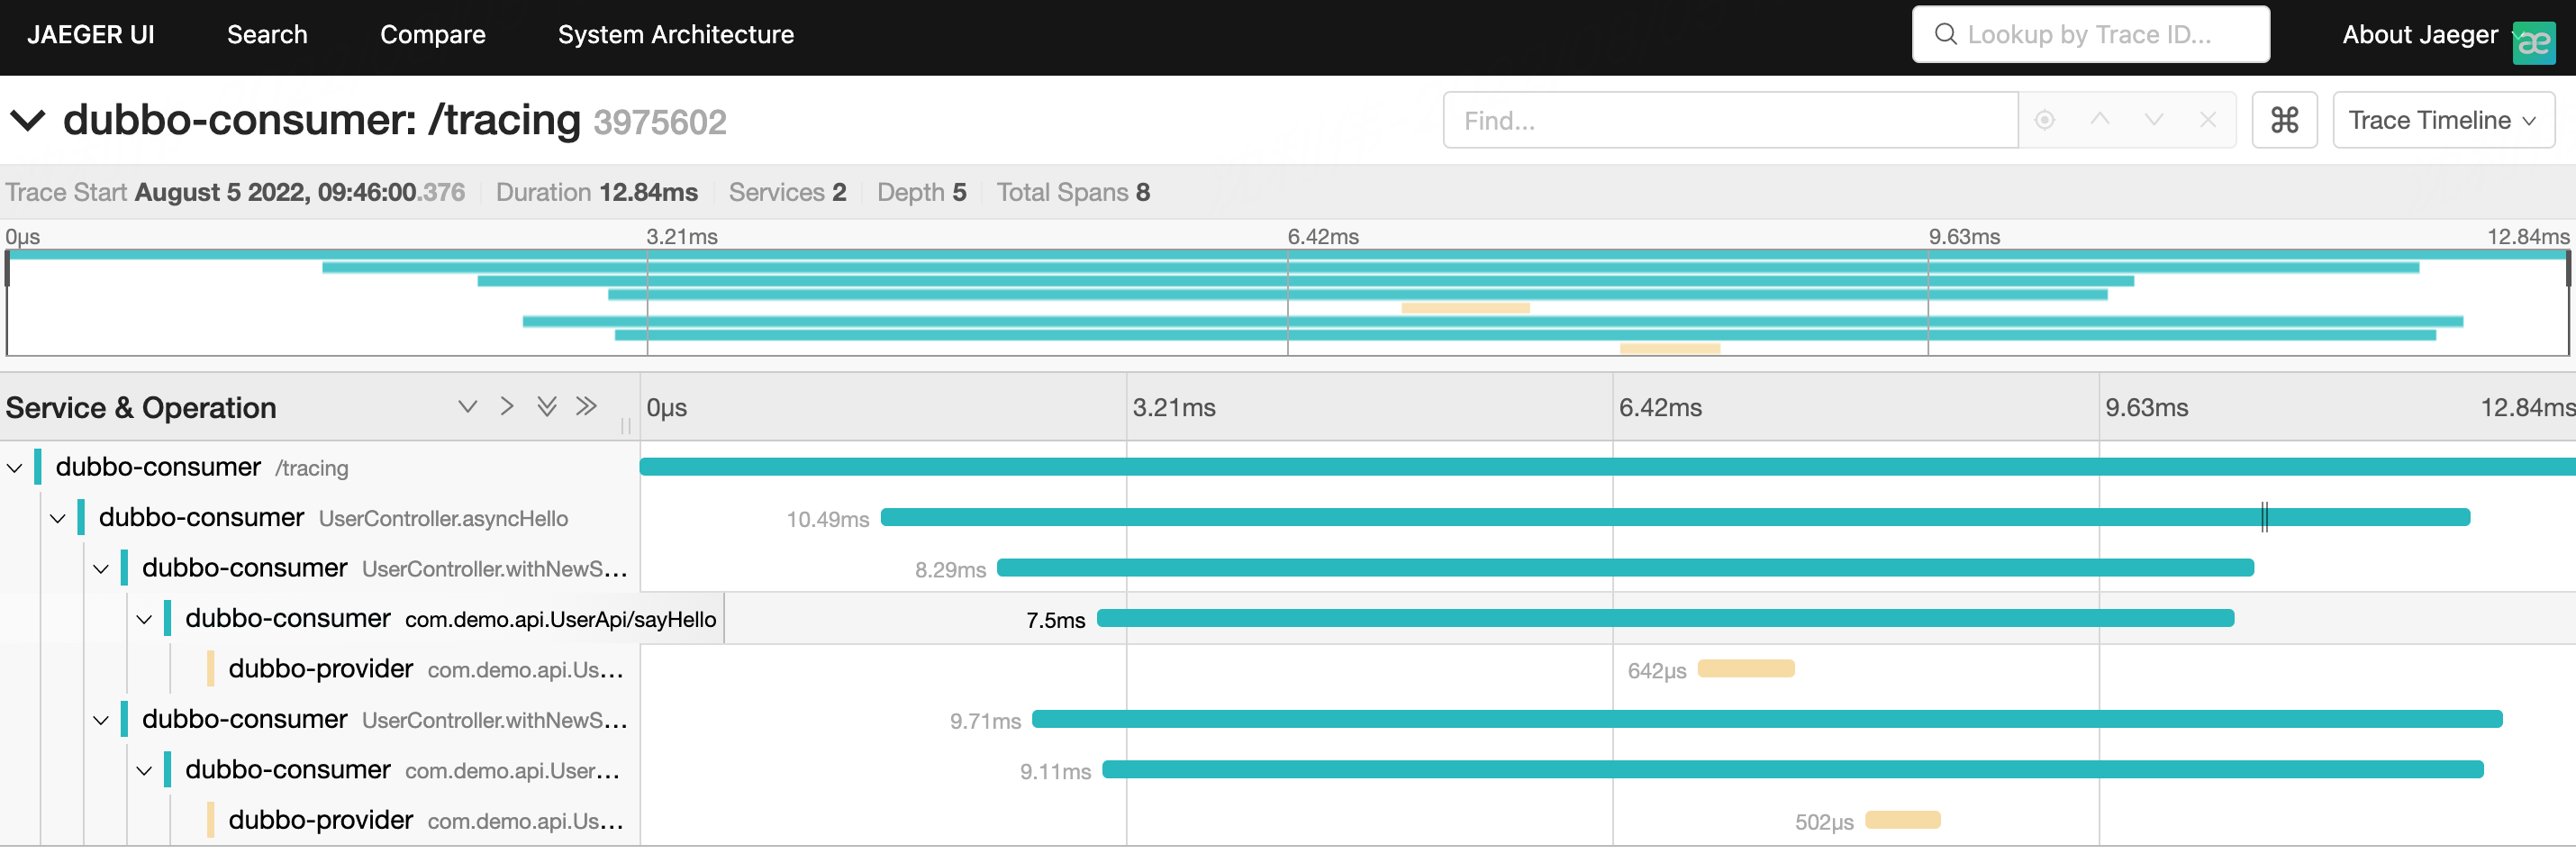 JAEGER UI Search Compare System Architecture Lookup by Trace ID... About Jaeger æ
dubbo-consumer: /tracing 3975602 Find... ⌘ Trace Timeline
Trace Start August 5 2022, 09:46:00.376 Duration 12.84ms Services 2 Depth 5 Total Spans 8
0μs 3.21ms 6.42ms 9.63ms 12.84ms
Service & Operation 0μs 3.21ms 6.42ms 9.63ms 12.84ms
dubbo-consumer /tracing
dubbo-consumer UserController.asyncHello 10.49ms
dubbo-consumer UserController.withNewS... 8.29ms
dubbo-consumer com.demo.api.UserApi/sayHello 7.5ms
dubbo-provider com.demo.api.Us... 642μs
dubbo-consumer UserController.withNewS... 9.71ms
dubbo-consumer com.demo.api.User... 9.11ms
dubbo-provider com.demo.api.Us... 502μs